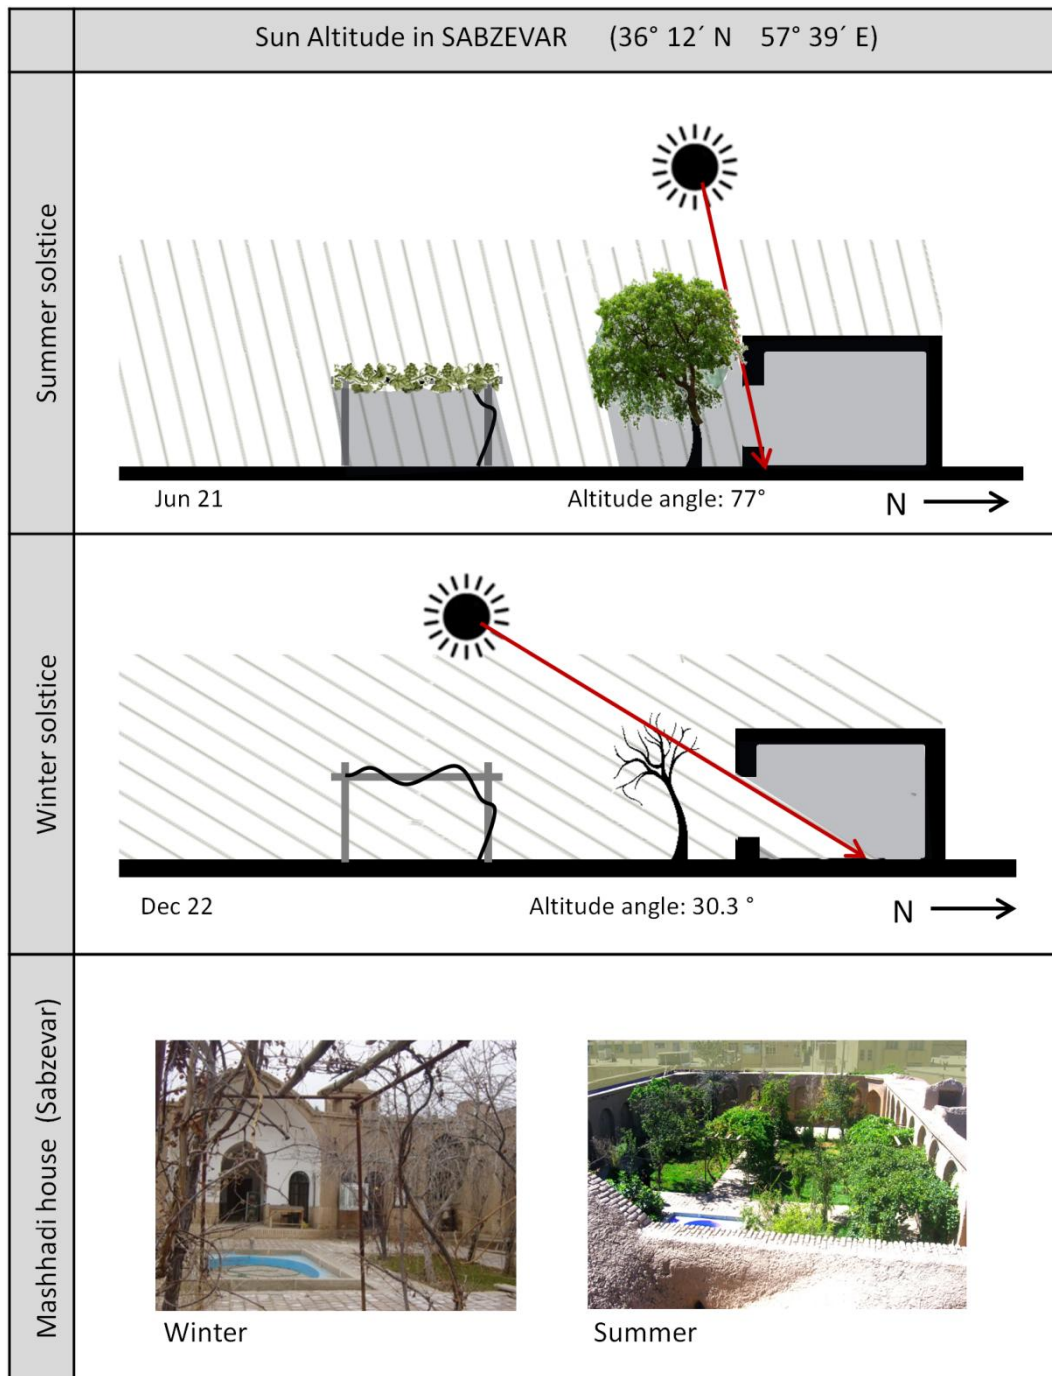 Sun Altitude in SABZEVAR (36° 12´ N 57° 39´ E)
Summer solstice
Jun 21
Altitude angle: 77°
N
Winter solstice
Dec 22
Altitude angle: 30.3 °
N
Mashhadi house (Sabzevar)
Winter
Summer